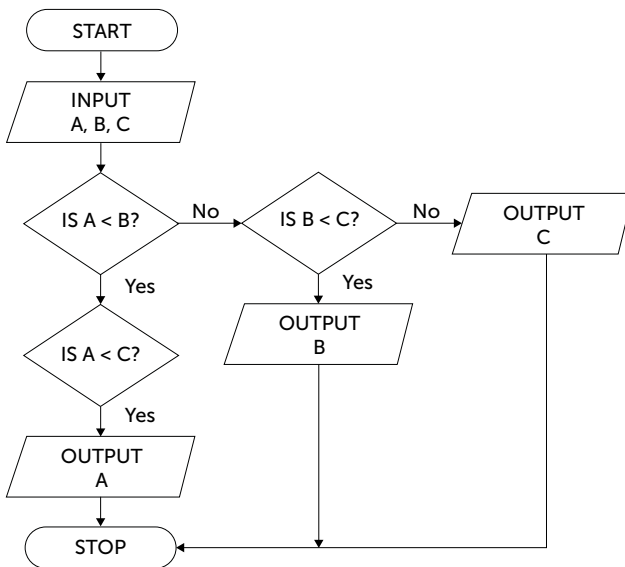 START
INPUT
A, B, C
IS A < B?
No
IS B < C?
No
OUTPUT
C
Yes
Yes
OUTPUT
B
IS A < C?
Yes
OUTPUT
A
STOP